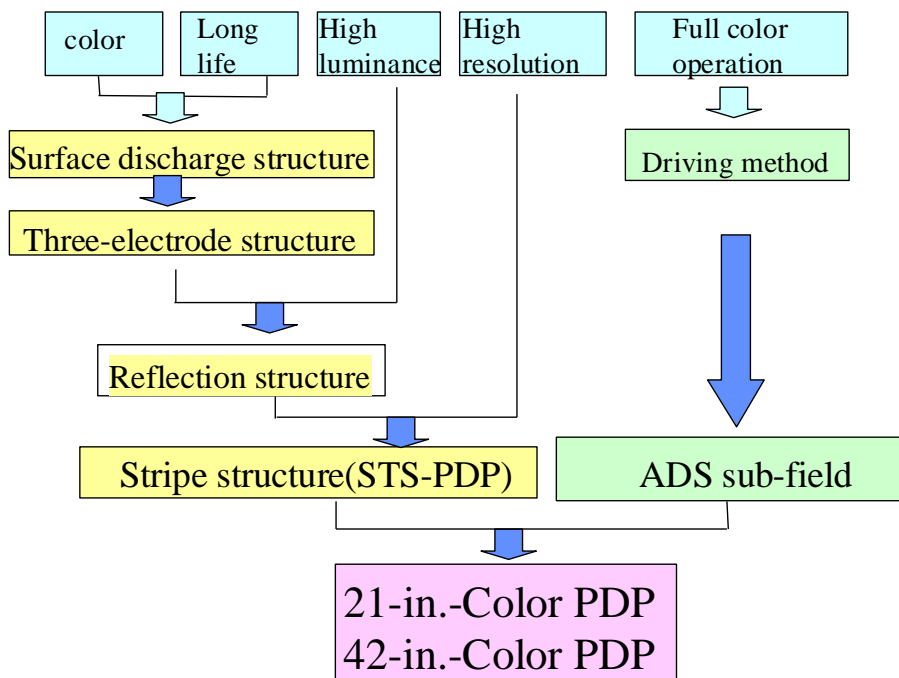 color
Long
life
High
luminance
High
resolution
Full color
operation
Surface discharge structure
Driving method
Three-electrode structure
Reflection structure
Stripe structure(STS-PDP)
ADS sub-field
21-in.-Color PDP
42-in.-Color PDP